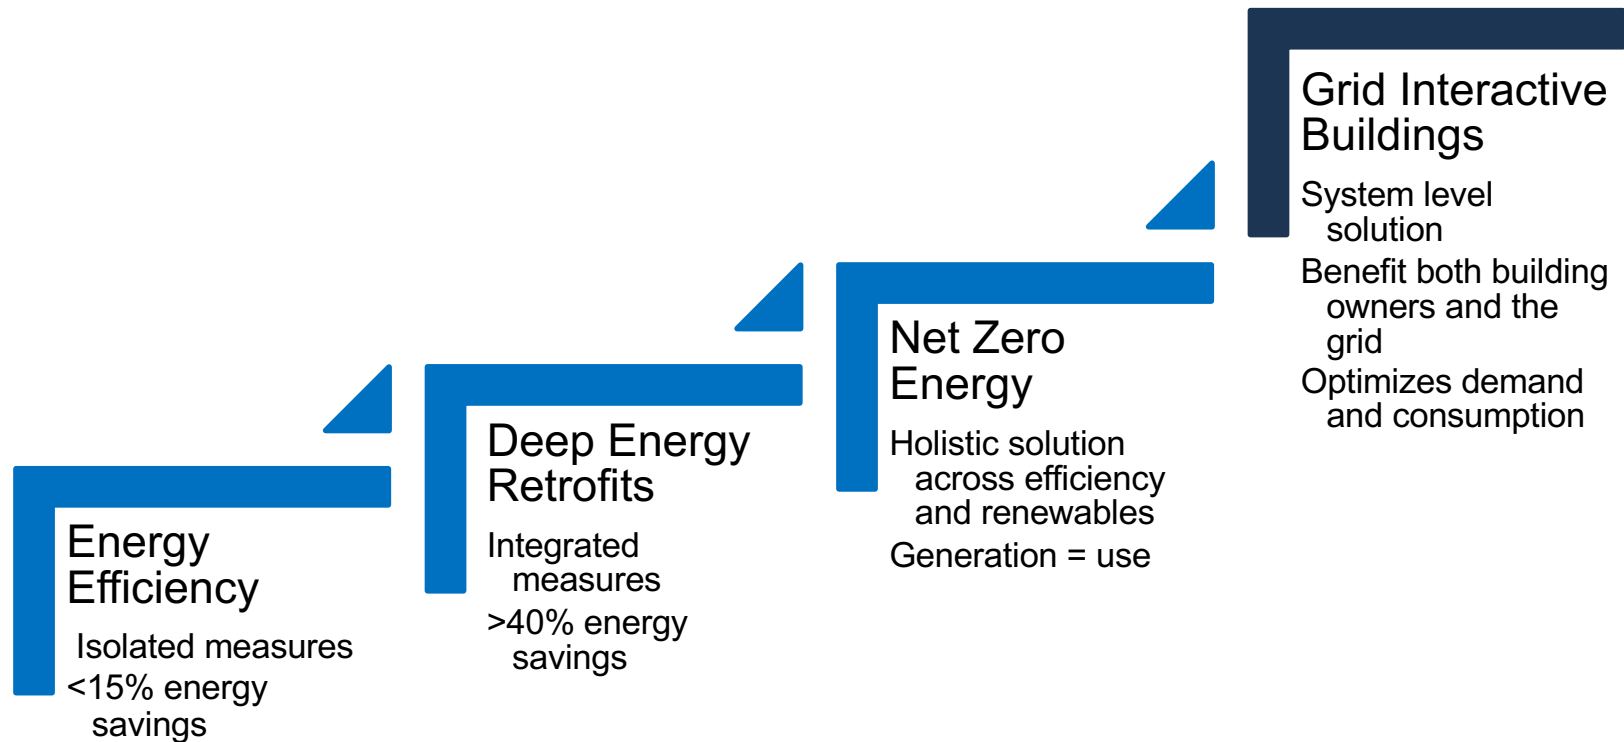 Energy
Efficiency
Isolated measures
<15% energy
savings
Deep Energy
Retrofits
Integrated
measures
>40% energy
savings
Net Zero
Energy
Holistic solution
across efficiency
and renewables
Generation = use
Grid Interactive
Buildings
System level
solution
Benefit both building
owners and the
grid
Optimizes demand
and consumption